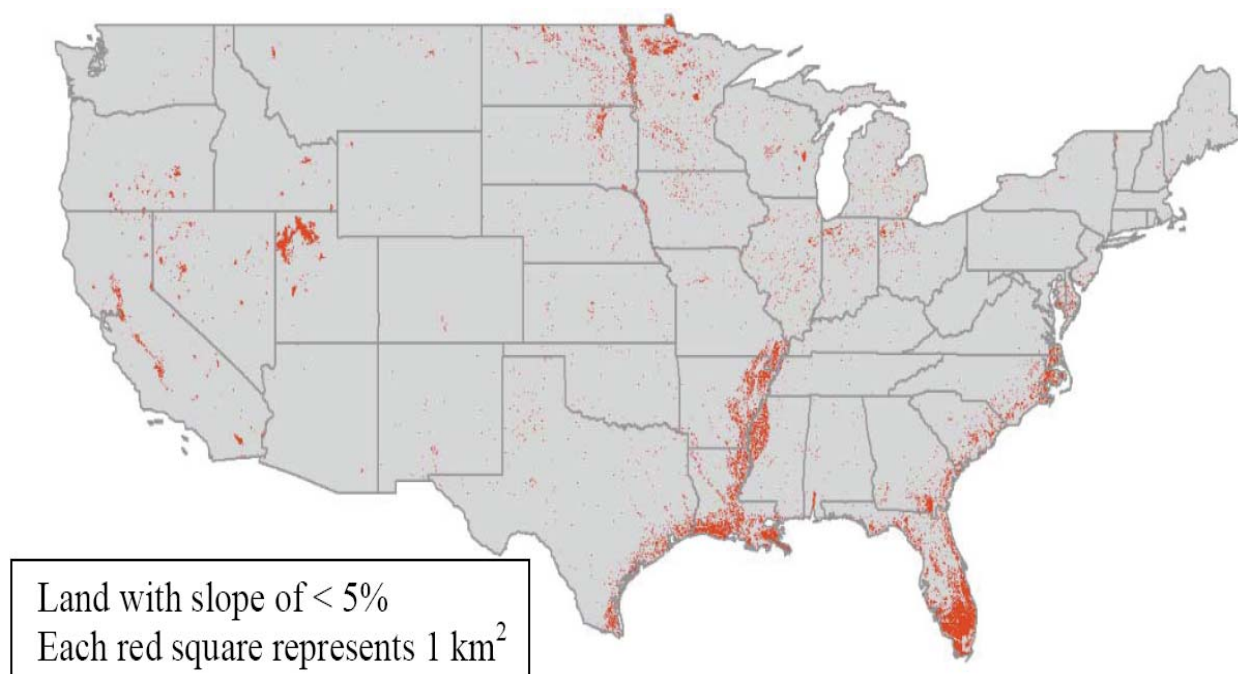 Land with slope of < 5%
Each red square represents 1 km²